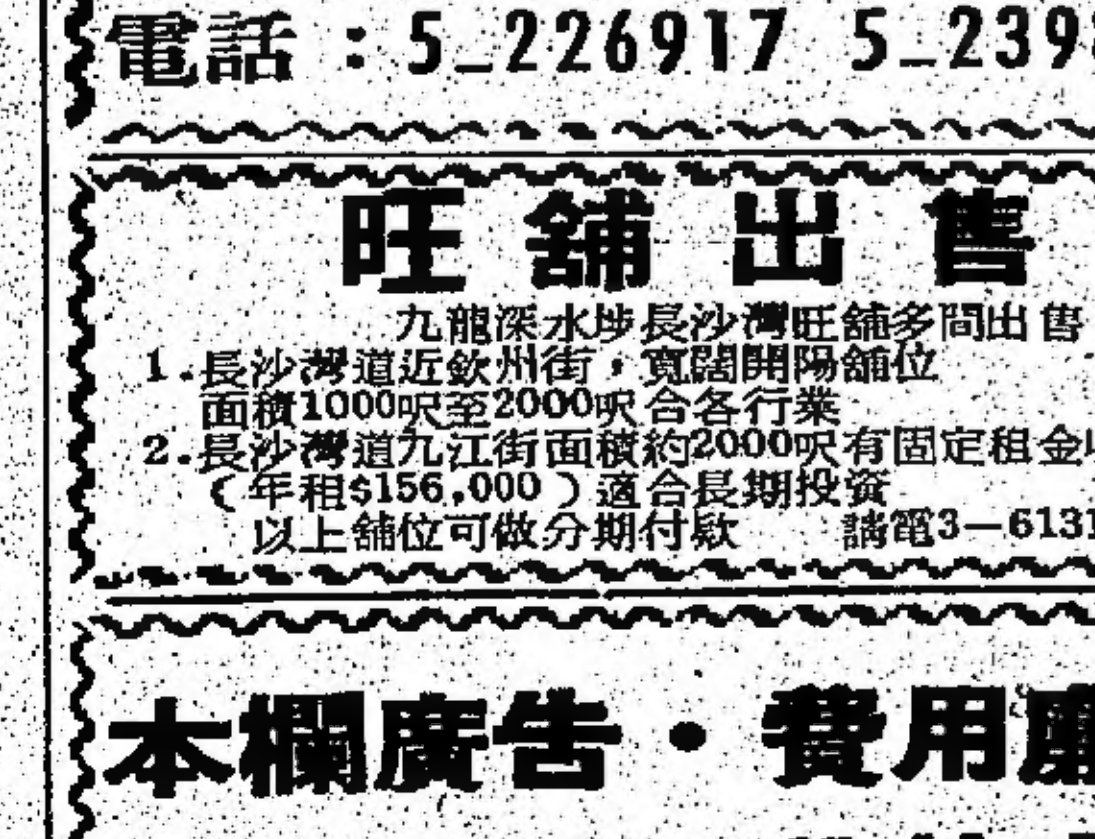 電話：5_226917 5_239
旺舖出售
九龍深水埗長沙灣旺舖多間出售
1.長沙灣道近欽州街，寬闊開陽舖位
面積1000呎至2000呎合各行業
2.長沙灣道九江街面積約2000呎有固定租金
（年租$156,000）適合長期投資
以上舖位可做分期付欵 請電3—6131
本欄廣告·費用